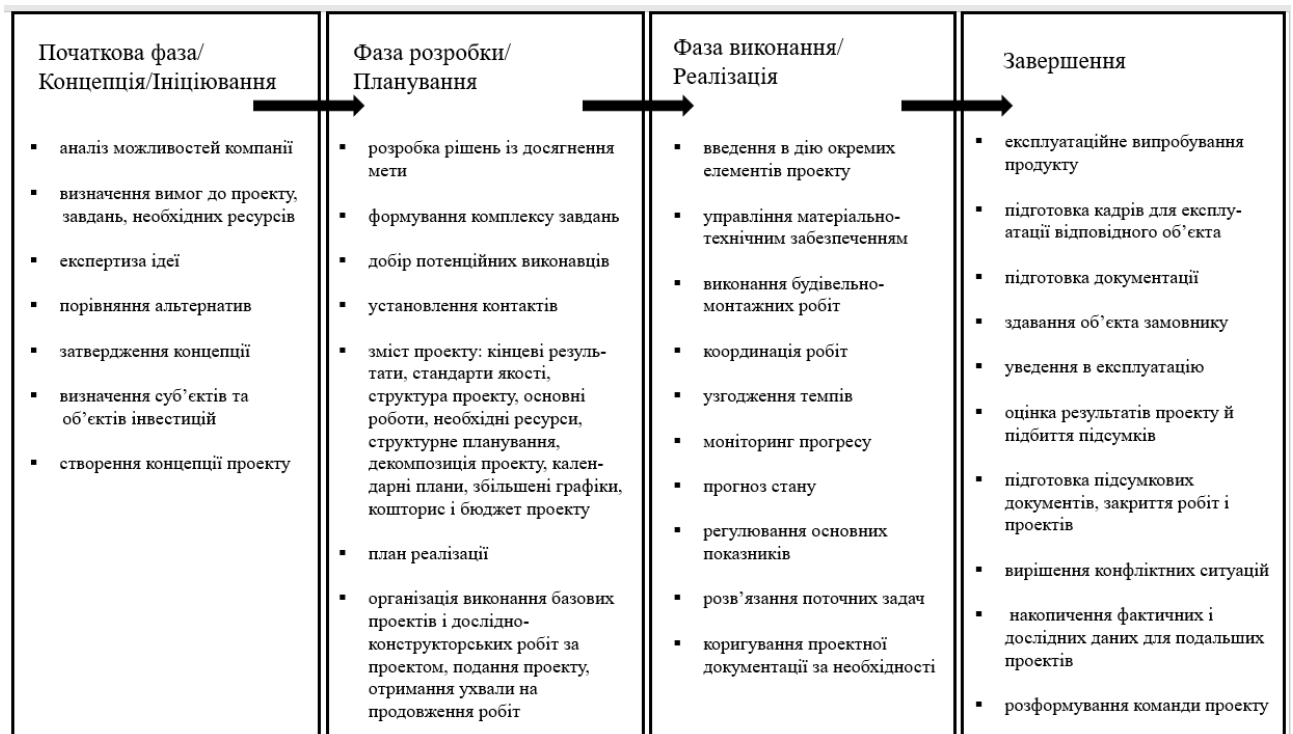 Початкова фаза/
Концепція/Ініціювання
▪ аналіз можливостей компанії
▪ визначення вимог до проекту,
завдань, необхідних ресурсів
▪ експертиза ідеї
▪ порівняння альтернатив
▪ затвердження концепції
▪ визначення суб’єктів та
об’єктів інвестицій
▪ створення концепції проекту
Фаза розробки/
Планування
▪ розробка рішень із досягнення
мети
▪ формування комплексу завдань
▪ добір потенційних виконавців
▪ установлення контактів
▪ зміст проекту: кінцеві резуль-
тати, стандарти якості,
структура проекту, основні
роботи, необхідні ресурси,
структурне планування,
декомпозиція проекту, кален-
дарні плани, збільшені графіки,
кошторис і бюджет проекту
▪ план реалізації
▪ організація виконання базових
проектів і дослідно-
конструкторських робіт за
проектом, подання проекту,
отримання ухвали на
продовження робіт
Фаза виконання/
Реалізація
▪ введення в дію окремих
елементів проекту
▪ управління матеріально-
технічним забезпеченням
▪ виконання будівельно-
монтажних робіт
▪ координація робіт
▪ узгодження темпів
▪ моніторинг прогресу
▪ прогноз стану
▪ регулювання основних
показників
▪ розв’язання поточних задач
▪ коригування проектної
документації за необхідності
Завершення
▪ експлуатаційне випробування
продукту
▪ підготовка кадрів для експлу-
атації відповідного об’єкта
▪ підготовка документації
▪ здавання об’єкта замовнику
▪ уведення в експлуатацію
▪ оцінка результатів проекту й
підбиття підсумків
▪ підготовка підсумкових
документів, закриття робіт і
проектів
▪ вирішення конфліктних ситуацій
▪ накопичення фактичних і
дослідних даних для подальших
проектів
▪ розформування команди проекту